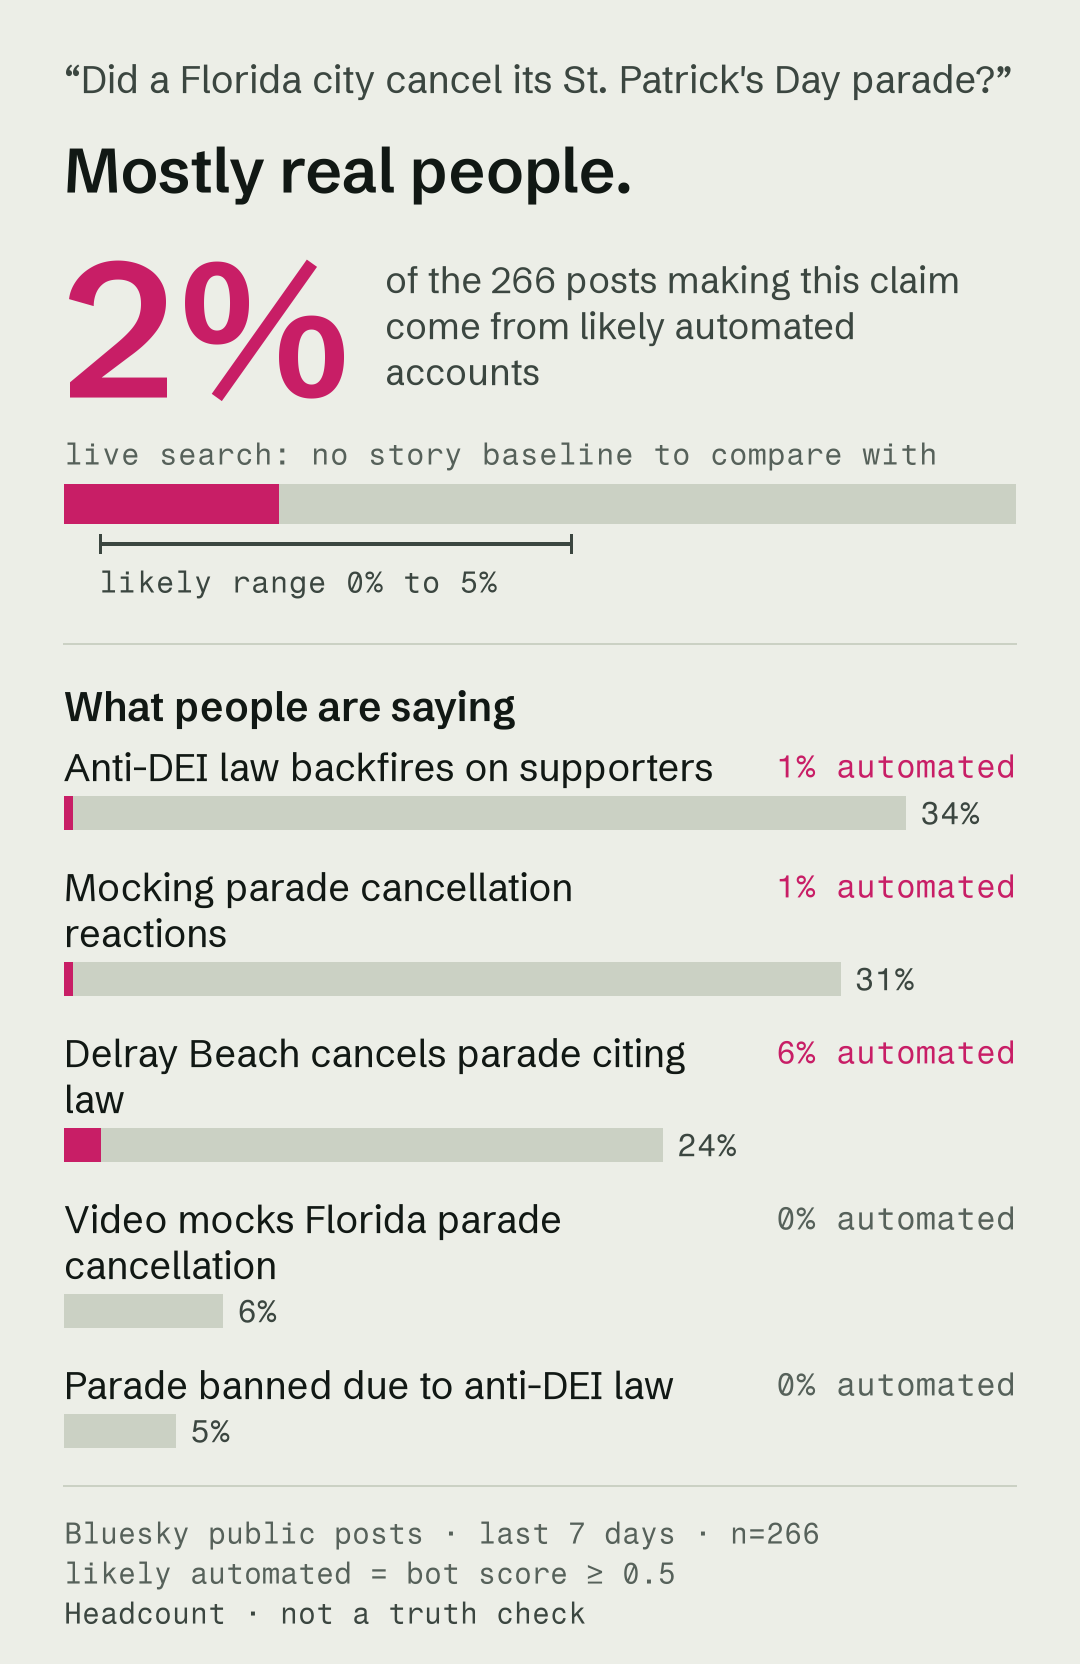 “Did a Florida city cancel its St. Patrick's Day parade?”
Mostly real people.
2%
of the 266 posts making this claim
come from likely automated
accounts
live search: no story baseline to compare with
likely range 0% to 5%
What people are saying
Anti-DEI law backfires on supporters
1% automated
34%
Mocking parade cancellation
reactions
1% automated
31%
Delray Beach cancels parade citing
law
6% automated
24%
Video mocks Florida parade
cancellation
0% automated
6%
Parade banned due to anti-DEI law
0% automated
5%
Bluesky public posts · last 7 days · n=266
likely automated = bot score ≥ 0.5
Headcount · not a truth check